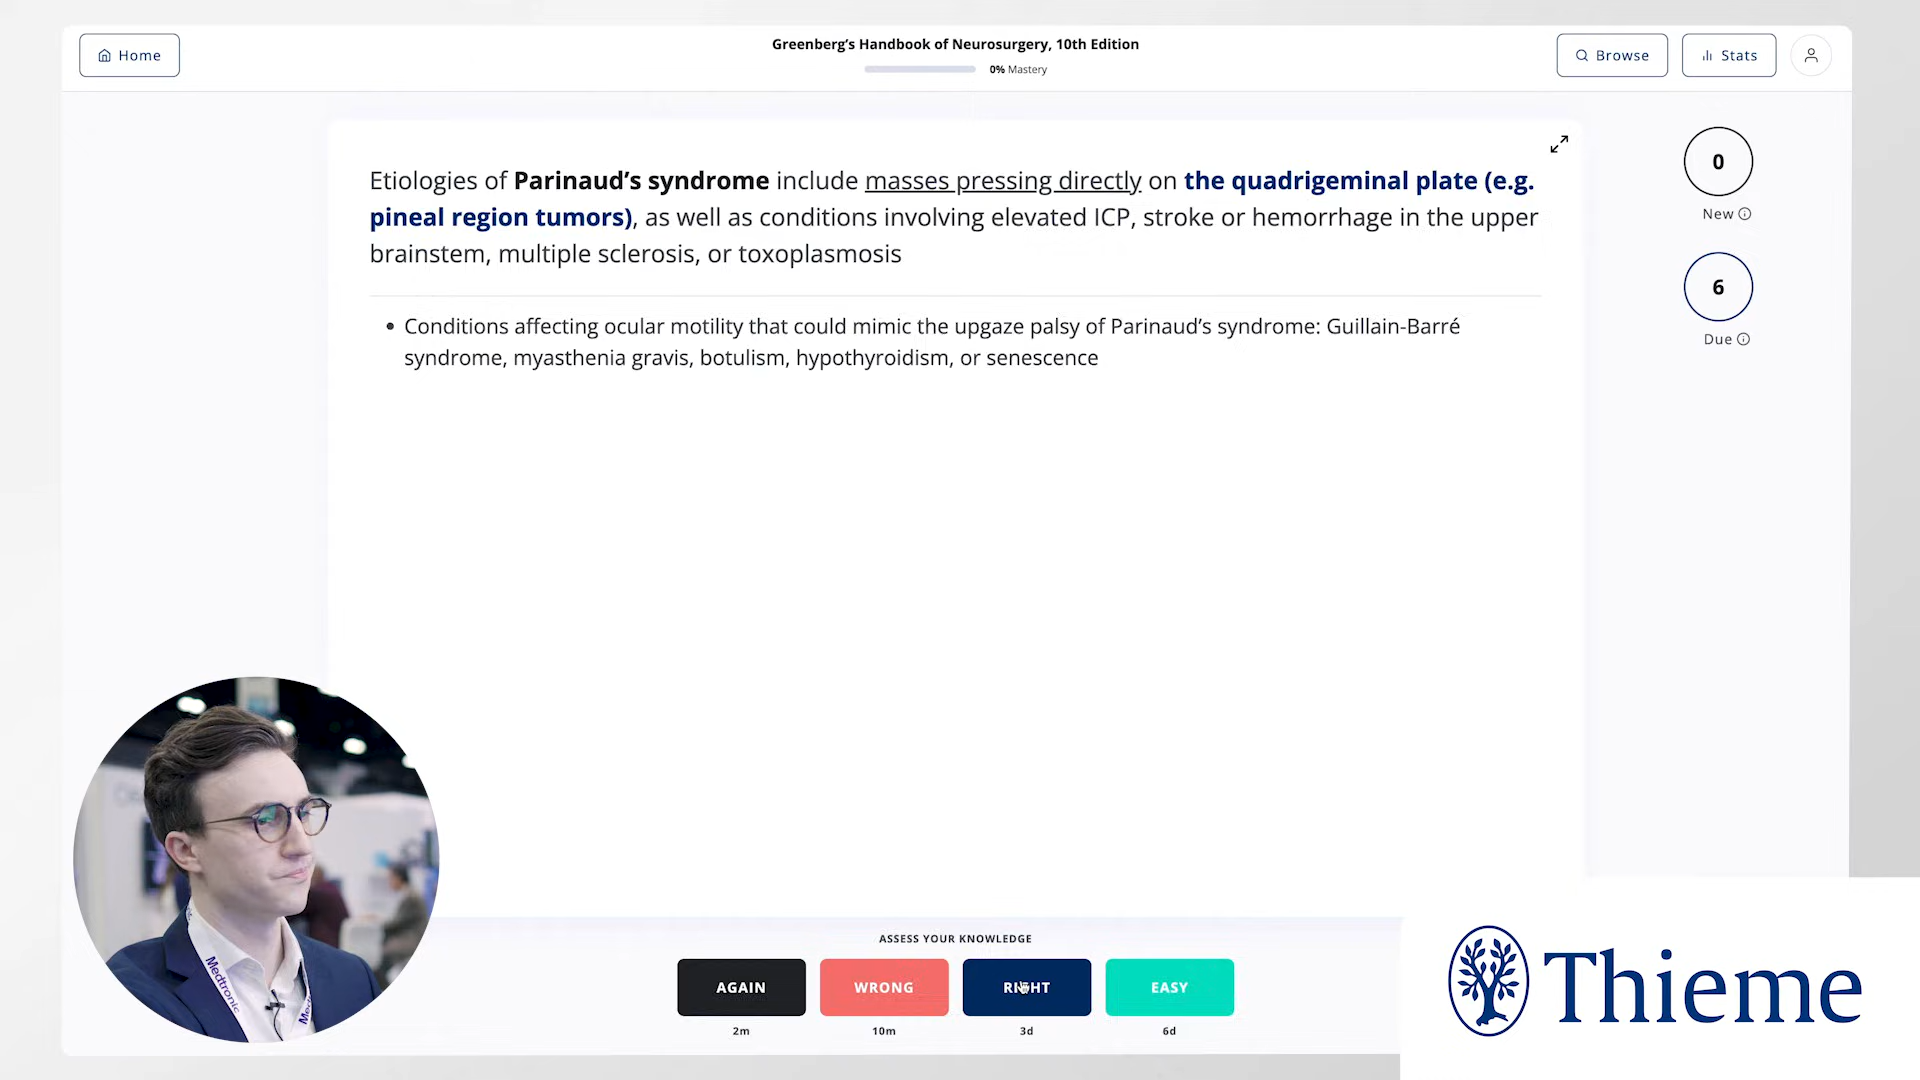 Home
Greenberg’s Handbook of Neurosurgery, 10th Edition
0% Mastery
Browse
Stats
Etiologies of Parinaud’s syndrome include masses pressing directly on the quadrigeminal plate (e.g.
pineal region tumors), as well as conditions involving elevated ICP, stroke or hemorrhage in the upper
brainstem, multiple sclerosis, or toxoplasmosis
• Conditions affecting ocular motility that could mimic the upgaze palsy of Parinaud’s syndrome: Guillain-Barré
syndrome, myasthenia gravis, botulism, hypothyroidism, or senescence
0
New
6
Due
Medtronic
ASSESS YOUR KNOWLEDGE
AGAIN
WRONG
RIGHT
EASY
2m
10m
3d
6d
Thieme